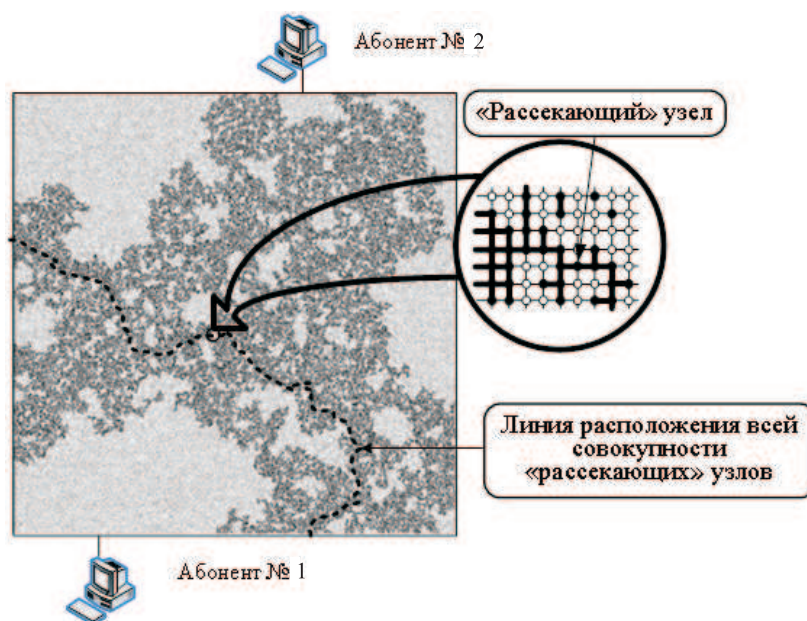 Абонент № 2
«Рассекающий» узел
Линия расположения всей
совокупности
«рассекающих» узлов
Абонент № 1